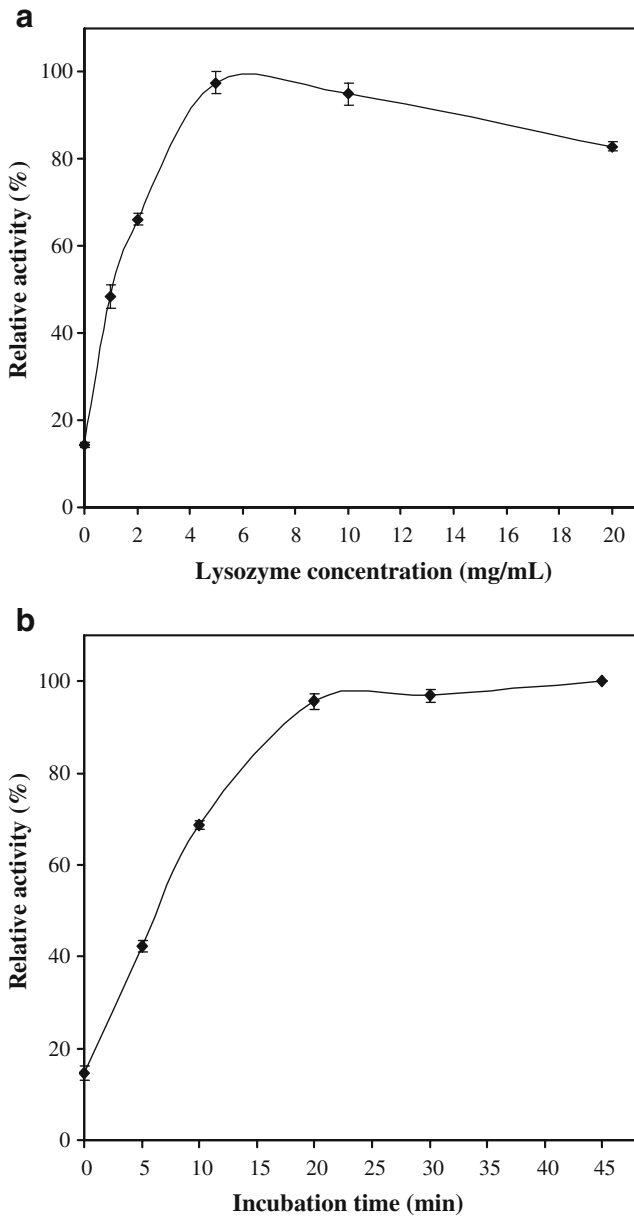 a
100
80
60
40
20
0
Relative activity (%)
0 2 4 6 8 10 12 14 16 18 20
Lysozyme concentration (mg/mL)
b
100
80
60
40
20
0
Relative activity (%)
0 5 10 15 20 25 30 35 40 45
Incubation time (min)